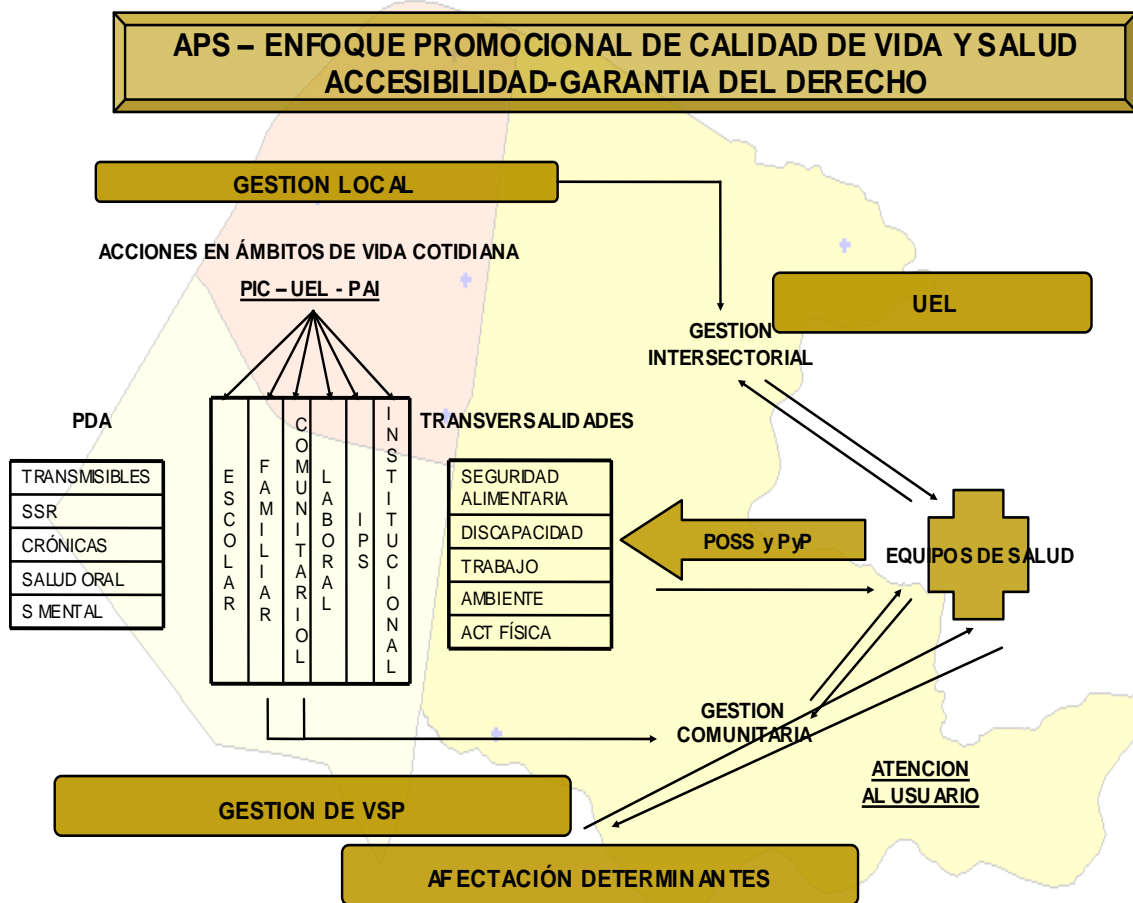 APS – ENFOQUE PROMOCIONAL DE CALIDAD DE VIDA Y SALUD
ACCESIBILIDAD-GARANTIA DEL DERECHO
GESTION LOCAL
ACCIONES EN ÁMBITOS DE VIDA COTIDIANA
PIC – UEL - PAI
UEL
GESTION
INTERSECTORIAL
PDA
TRANSMISIBLES
SSR
CRÓNICAS
SALUD ORAL
S MENTAL
ESCOLAR
FAMILIAR
COMUNITARIOL
LABORAL
IPS
INSTITUCIONAL
TRANSVERSALIDADES
SEGURIDAD
ALIMENTARIA
DISCAPACIDAD
TRABAJO
AMBIENTE
ACT FÍSICA
POSS y PyP
EQUIPOS DE SALUD
GESTION
COMUNITARIA
ATENCION
AL USUARIO
GESTION DE VSP
AFECTACIÓN DETERMINANTES